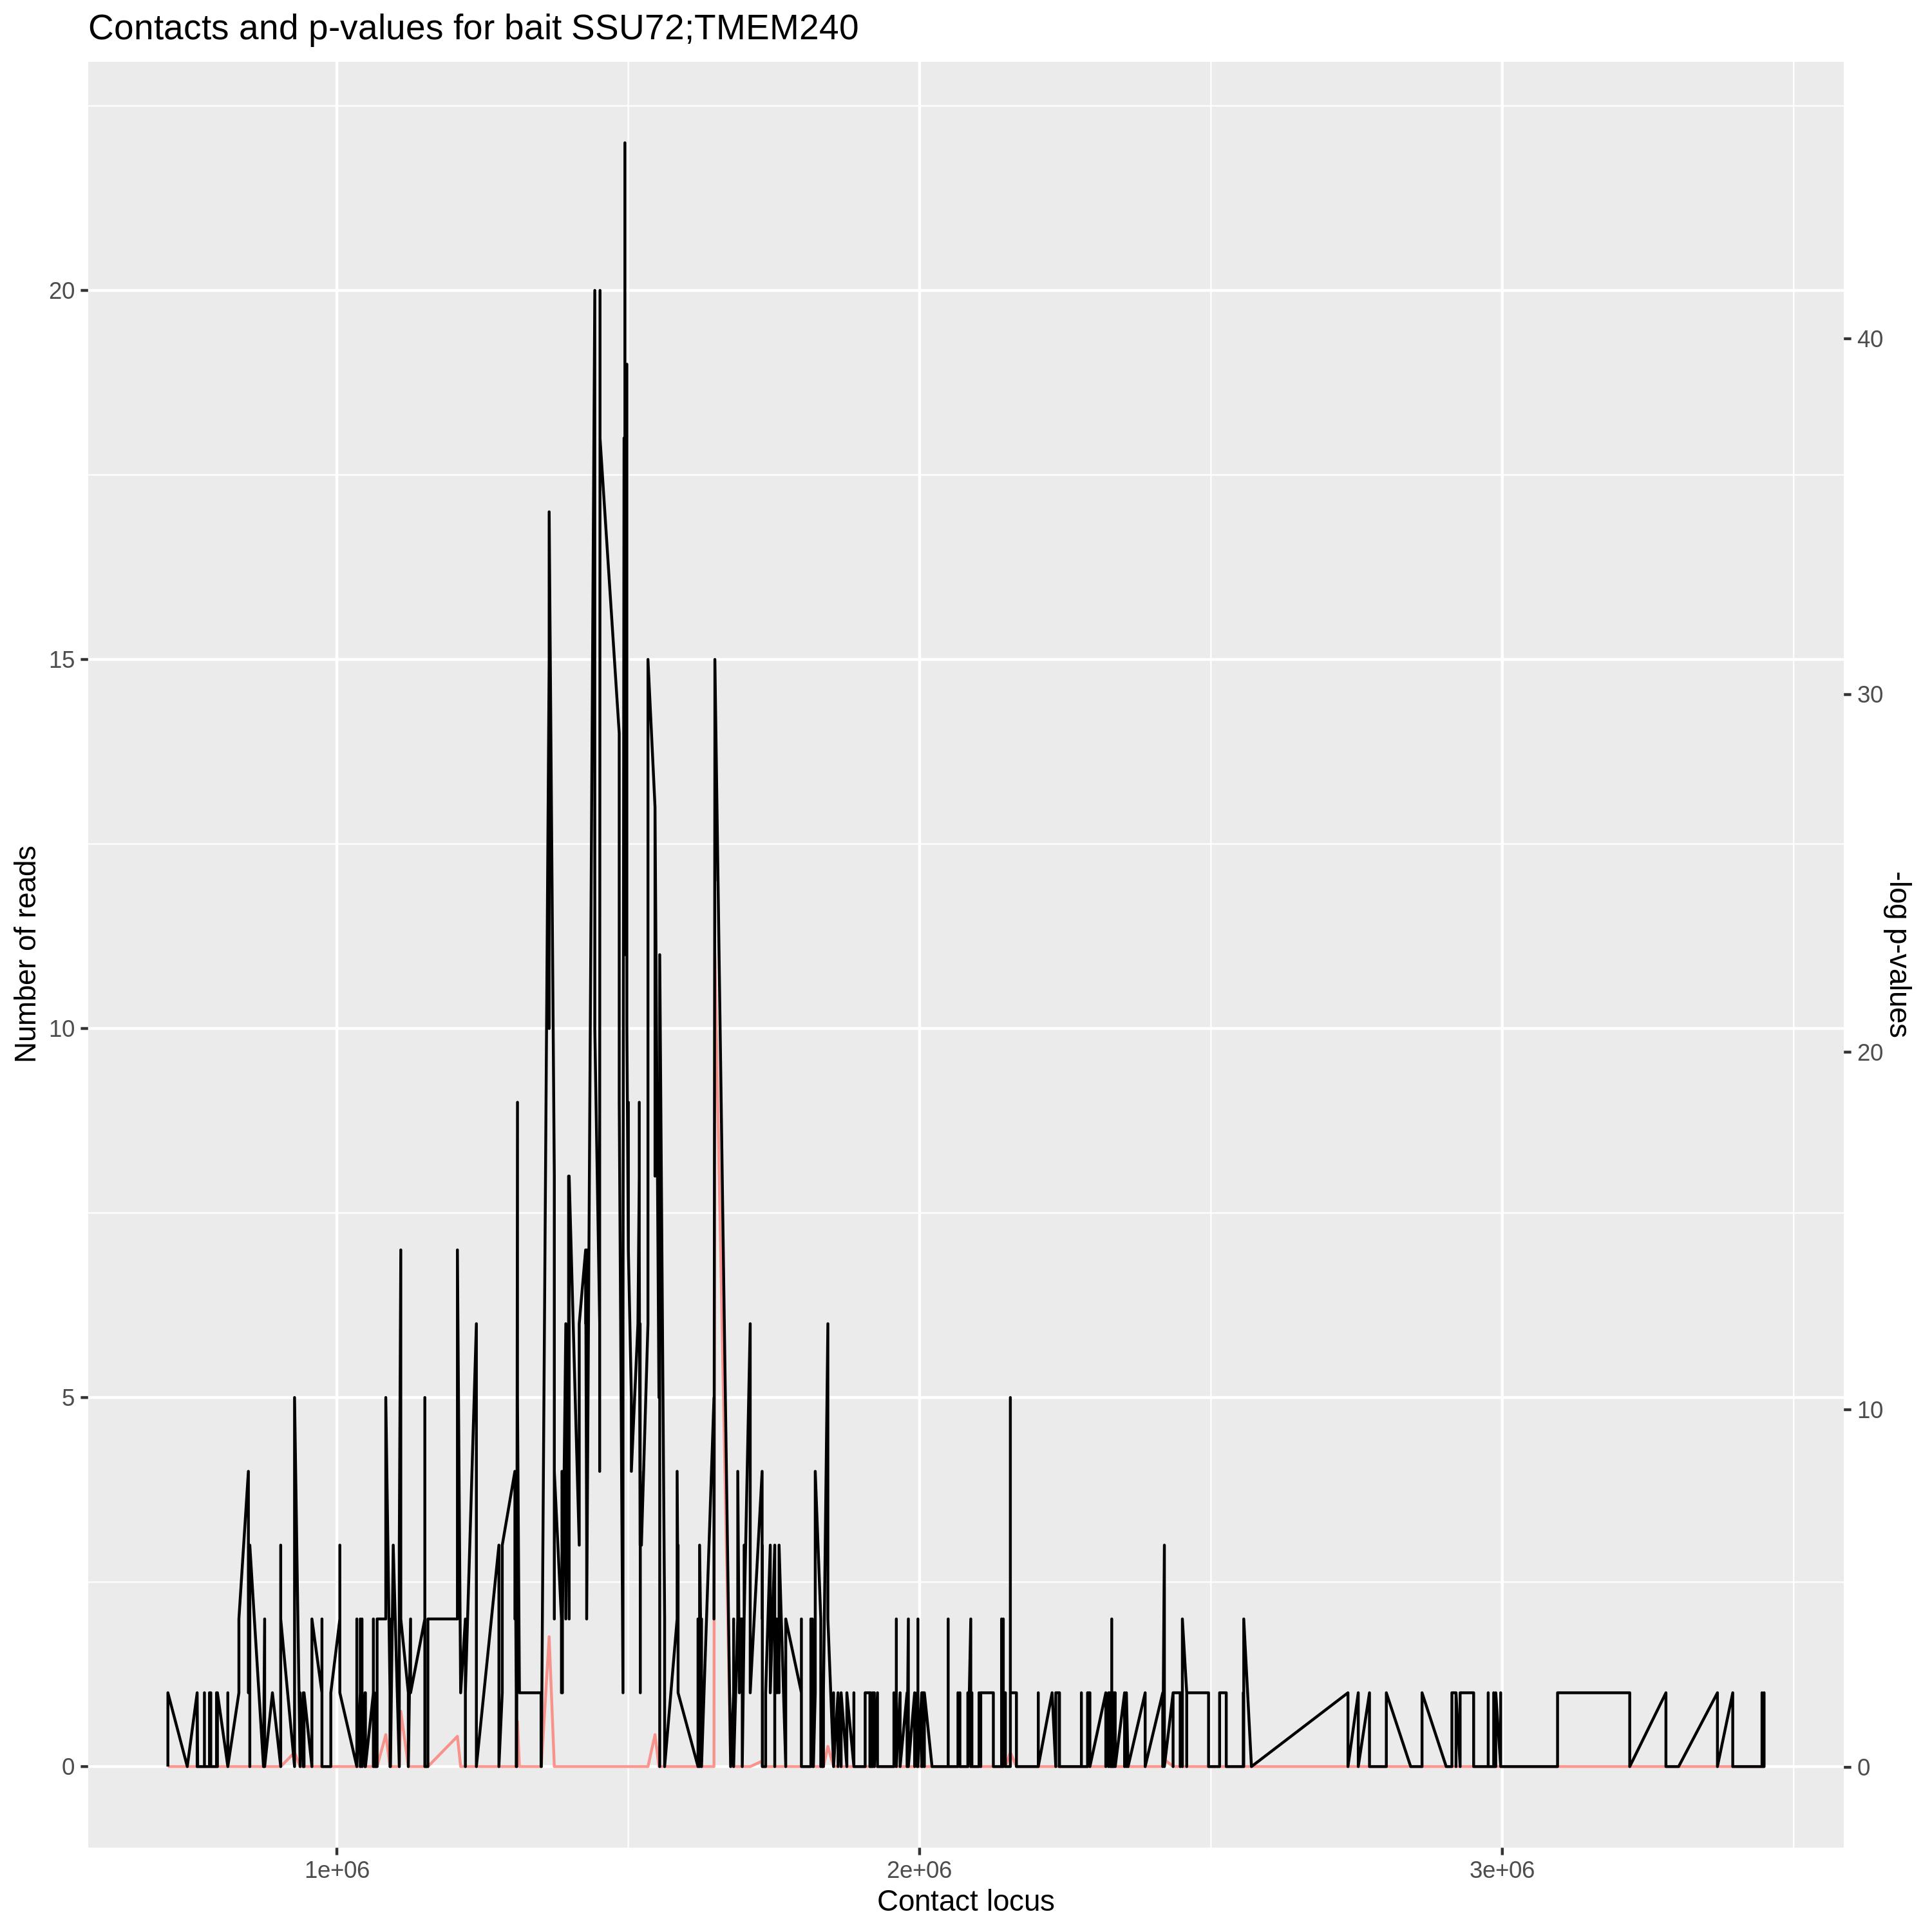 Contacts and p-values for bait SSU72;TMEM240
20
15
10
5
0
Number of reads
40
30
20
10
0
-log p-values
1e+06
2e+06
3e+06
Contact locus